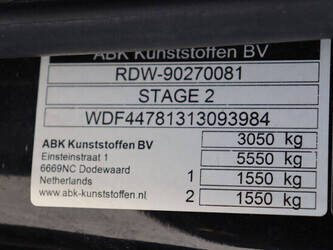 ABK Kunststoffen BV
RDW-90270081
STAGE 2
WDF44781313093984
ABK Kunststoffen BV
Einsteinstraat 1
6669NC Dodewaard
Netherlands
www.abk-kunststoffen.nl
3050 kg
5550 kg
1 1550 kg
2 1550 kg